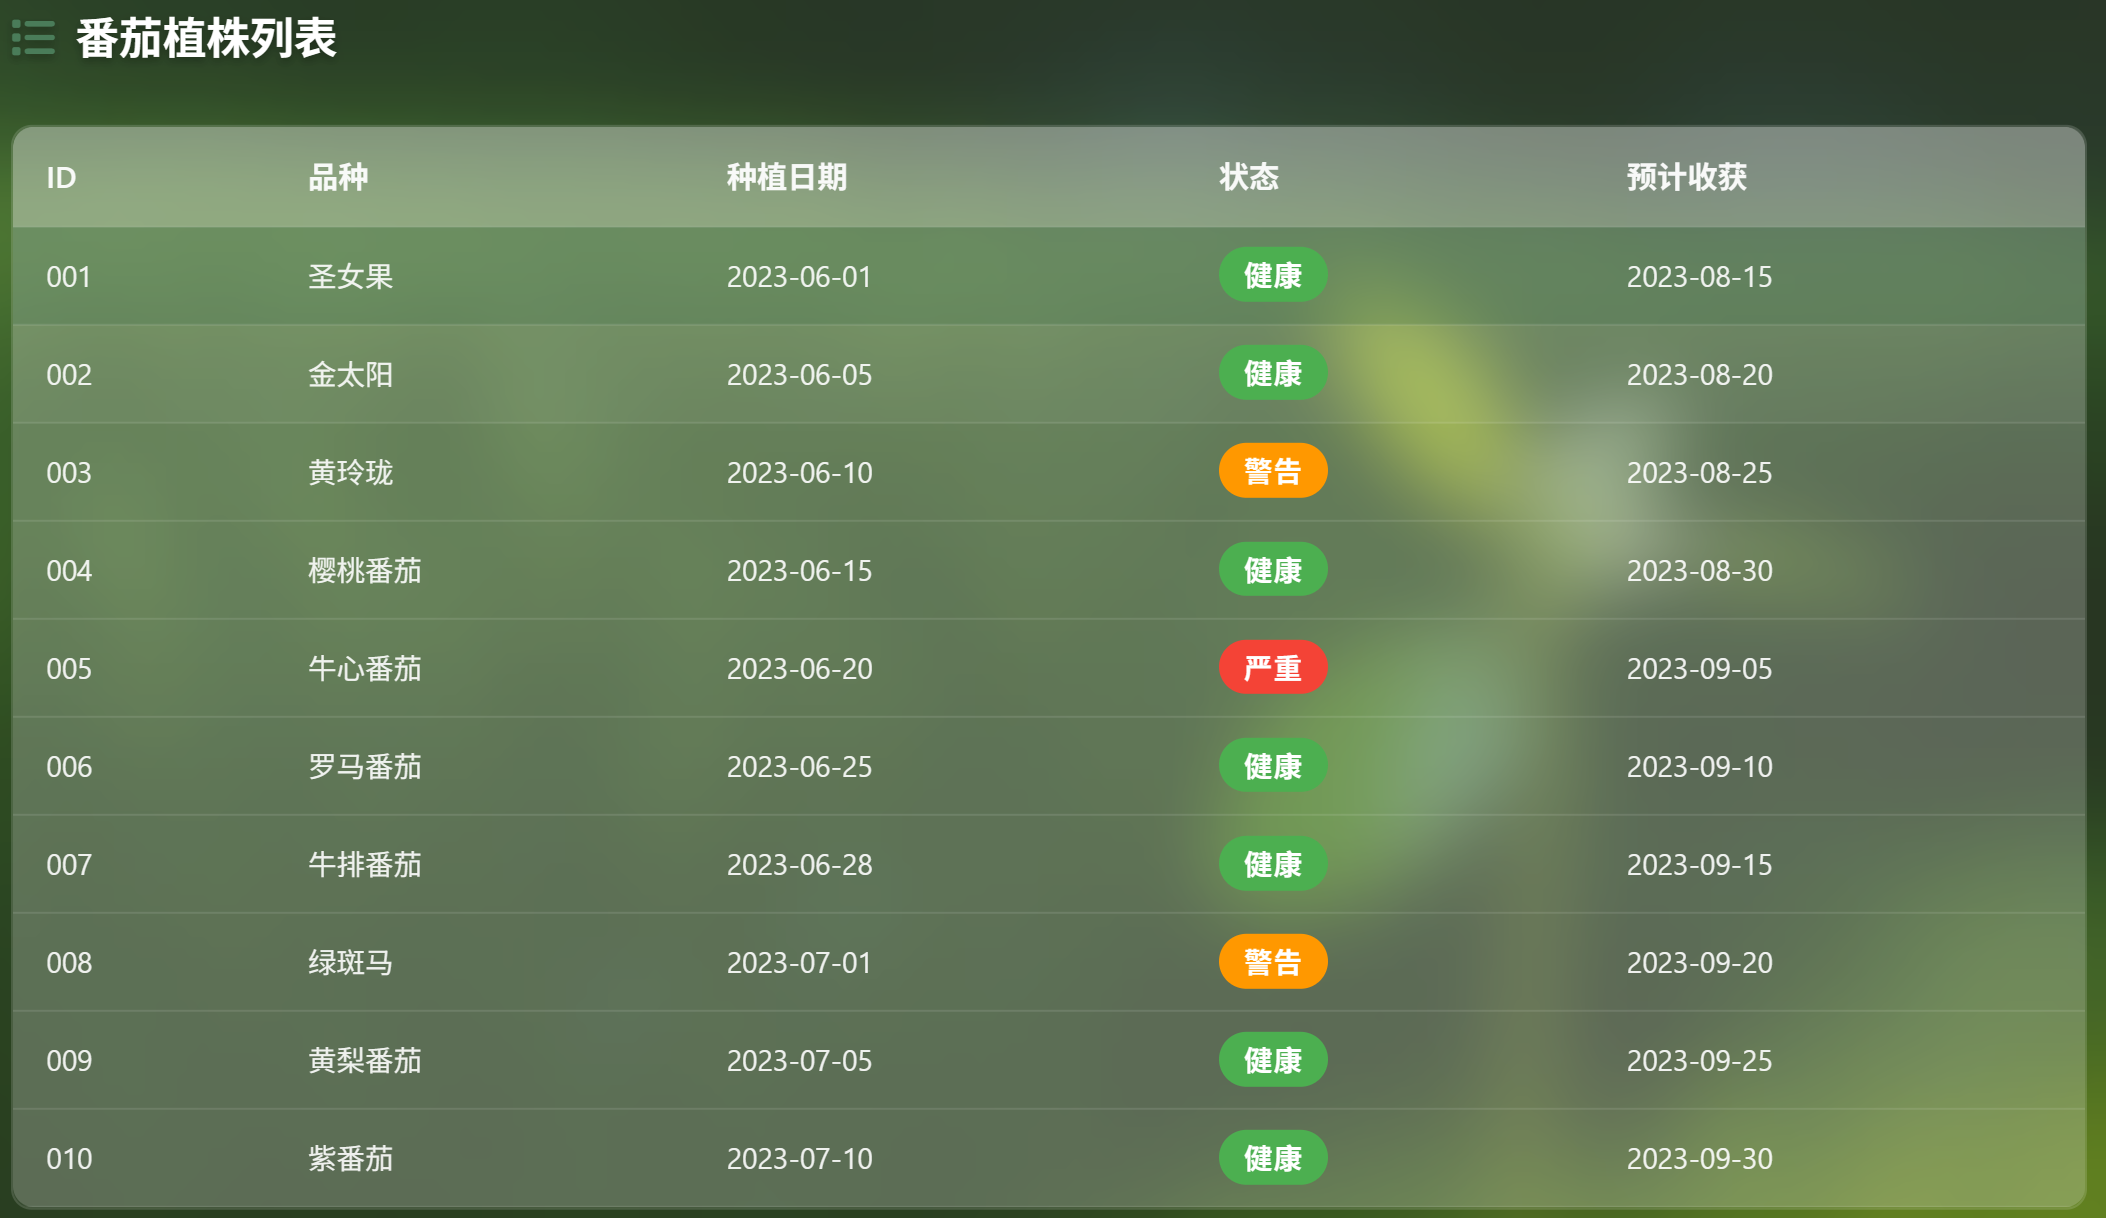 番茄植株列表
ID 品种 种植日期 状态 预计收获
001 圣女果 2023-06-01 健康 2023-08-15
002 金太阳 2023-06-05 健康 2023-08-20
003 黄玲珑 2023-06-10 警告 2023-08-25
004 樱桃番茄 2023-06-15 健康 2023-08-30
005 牛心番茄 2023-06-20 严重 2023-09-05
006 罗马番茄 2023-06-25 健康 2023-09-10
007 牛排番茄 2023-06-28 健康 2023-09-15
008 绿斑马 2023-07-01 警告 2023-09-20
009 黄梨番茄 2023-07-05 健康 2023-09-25
010 紫番茄 2023-07-10 健康 2023-09-30